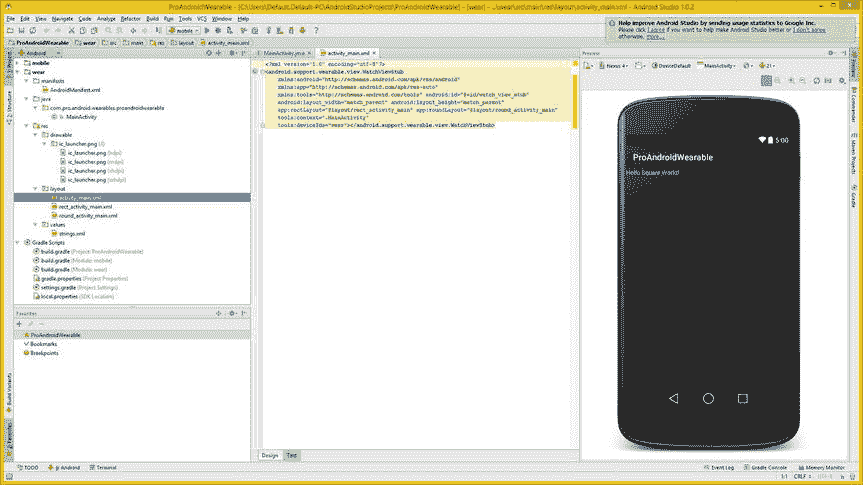 ProAndroidWearable - [C:\Users\Default.Default-PC\AndroidStudioProjects\ProAndroidWearable] - [wear] - ...\wear\src\main\res\layout\activity_main.xml - Android Studio 1.0.2
File Edit View Navigate Code Analyze Refactor Build Run Tools VCS Window Help
Help improve Android Studio by sending usage statistics to Google Inc.
Please click I agree if you want to help make Android Studio better or I don't agree
otherwise. more...
mobile
ProAndroidWearable wear src main res layout activity_main.xml
Android
MainActivity.java activity_main.xml
Preview
mobile
wear
manifests
AndroidManifest.xml
java
com.pro.android.wearables.proandroidwearable
MainActivity
res
drawable
ic_launcher.png (4)
ic_launcher.png (hdpi)
ic_launcher.png (mdpi)
ic_launcher.png (xhdpi)
ic_launcher.png (xxhdpi)
layout
activity_main.xml
rect_activity_main.xml
round_activity_main.xml
values
strings.xml
Gradle Scripts
build.gradle (Project: ProAndroidWearable)
build.gradle (Module: mobile)
build.gradle (Module: wear)
gradle.properties (Project Properties)
settings.gradle (Project Settings)
local.properties (SDK Location)
Favorites
ProAndroidWearable
Bookmarks
Breakpoints
<?xml version="1.0" encoding="utf-8"?>
<android.support.wearable.view.WatchViewStub
xmlns:android="http://schemas.android.com/apk/res/android"
xmlns:app="http://schemas.android.com/apk/res-auto"
xmlns:tools="http://schemas.android.com/tools" android:id="@+id/watch_view_stub"
android:layout_width="match_parent" android:layout_height="match_parent"
app:rectLayout="@layout/rect_activity_main" app:roundLayout="@layout/round_activity_main"
tools:context=".MainActivity"
tools:deviceIds="wear"></android.support.wearable.view.WatchViewStub>
Nexus 4 DeviceDefault MainActivity 21
5:00
ProAndroidWearable
Hello Square World!
Design Text
TODO 6: Android Terminal
Event Log Gradle Console Memory Monitor
1:1 CRLF
Commander
Maven Projects
Gradle
Build Variants